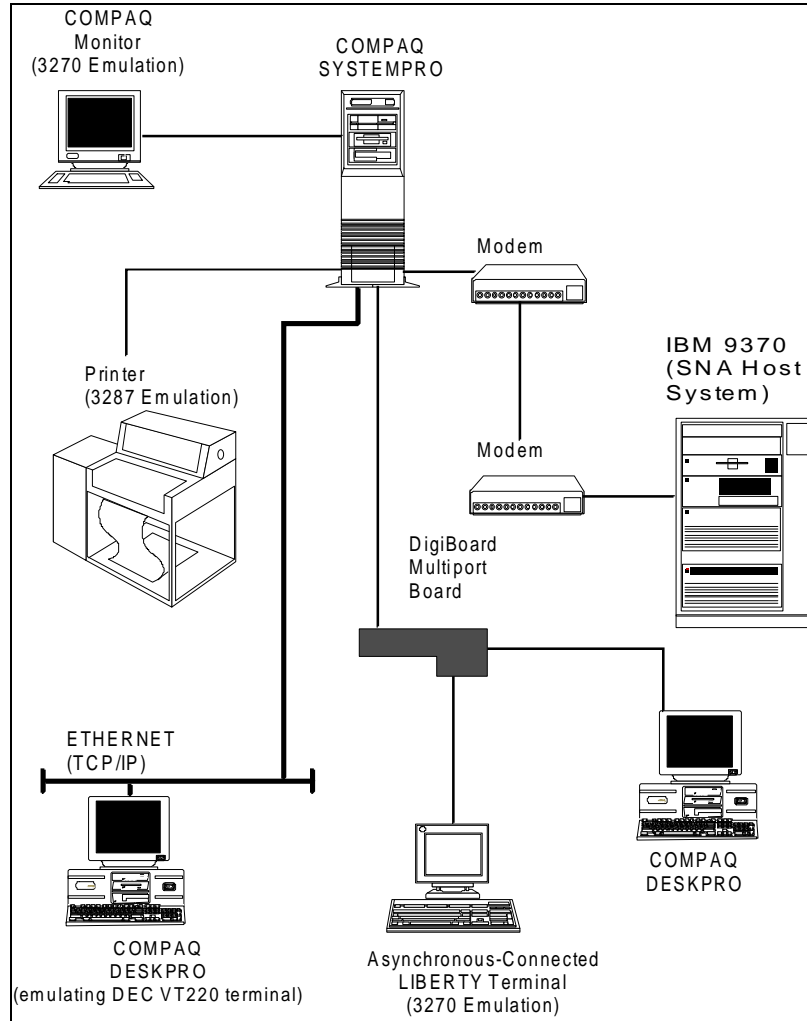 COMPAQ
Monitor
(3270 Emulation)
COMPAQ
SYSTEMPRO
Modem
IBM 9370
(SNA Host
System)
Printer
(3287 Emulation)
Modem
DigiBoard
Multiport
Board
ETHERNET
(TCP/IP)
COMPAQ
DESKPRO
COMPAQ
DESKPRO
(emulating DEC VT220 terminal)
Asynchronous-Connected
LIBERTY Terminal
(3270 Emulation)